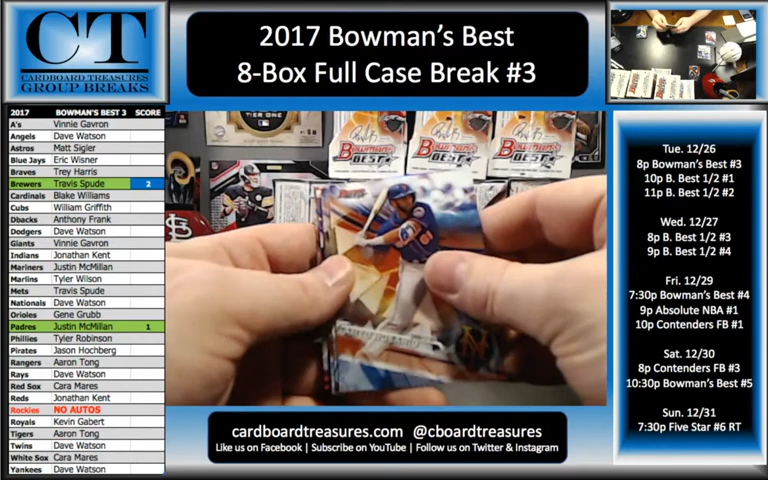 CT
CARDBOARD TREASURES
GROUP BREAKS
2017 Bowman's Best
8-Box Full Case Break #3
2017 BOWMAN'S BEST 3 SCORE
A's Vinnie Gavron
Angels Dave Watson
Astros Matt Sigler
Blue Jays Eric Wisner
Braves Trey Harris
Brewers Travis Spude 2
Cardinals Blake Williams
Cubs William Griffith
Dbacks Anthony Frank
Dodgers Dave Watson
Giants Vinnie Gavron
Indians Jonathan Kent
Mariners Justin McMillan
Marlins Tyler Wilson
Mets Travis Spude
Nationals Dave Watson
Orioles Gene Grubb
Padres Justin McMillan 1
Phillies Tyler Robinson
Pirates Jason Hochberg
Rangers Aaron Tong
Rays Dave Watson
Red Sox Cara Mares
Reds Jonathan Kent
Rockies NO AUTOS
Royals Kevin Gabert
Tigers Aaron Tong
Twins Dave Watson
White Sox Cara Mares
Yankees Dave Watson
TIER ONE
Bowman's
BEST
Bowman's
BEST
Bowman's
BEST
Tue. 12/26
8p Bowman's Best #3
10p B. Best 1/2 #1
11p B. Best 1/2 #2
Wed. 12/27
8p B. Best 1/2 #3
9p B. Best 1/2 #4
Fri. 12/29
7:30p Bowman's Best #4
9p Absolute NBA #1
10p Contenders FB #1
Sat. 12/30
8p Contenders FB #3
10:30p Bowman's Best #5
Sun. 12/31
7:30p Five Star #6 RT
cardboardtreasures.com @cboardtreasures
Like us on Facebook | Subscribe on YouTube | Follow us on Twitter & Instagram